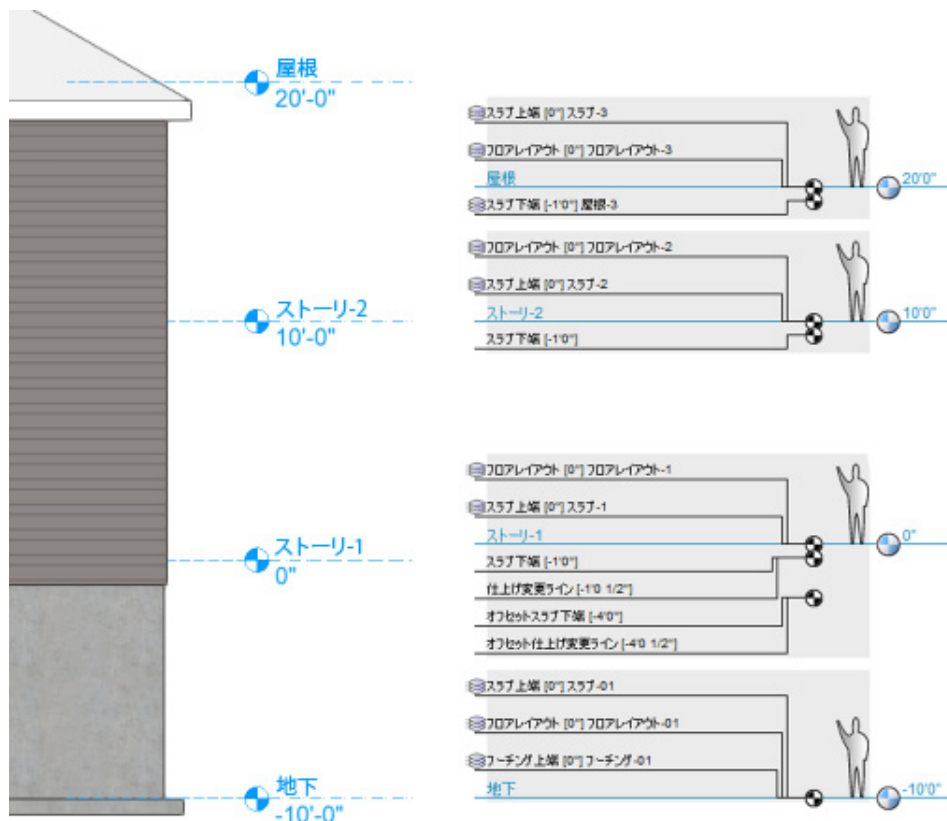 屋根
20'-0"
ストーリ-2
10'-0"
ストーリ-1
0"
地下
-10'-0"
スラブ上端 [0"] スラブ-3
フロアレイアウト [0"] フロアレイアウト-3
屋根
20'0"
スラブ下端 [-1'0"] 屋根-3
フロアレイアウト [0"] フロアレイアウト-2
スラブ上端 [0"] スラブ-2
ストーリ-2
10'0"
スラブ下端 [-1'0"]
フロアレイアウト [0"] フロアレイアウト-1
スラブ上端 [0"] スラブ-1
ストーリ-1
0"
スラブ下端 [-1'0"]
仕上げ変更ライン [-1'0 1/2"]
オフセットスラブ下端 [-4'0"]
オフセット仕上げ変更ライン [-4'0 1/2"]
スラブ上端 [0"] スラブ-01
フロアレイアウト [0"] フロアレイアウト-01
フーチング上端 [0"] フーチング-01
地下
-10'0"